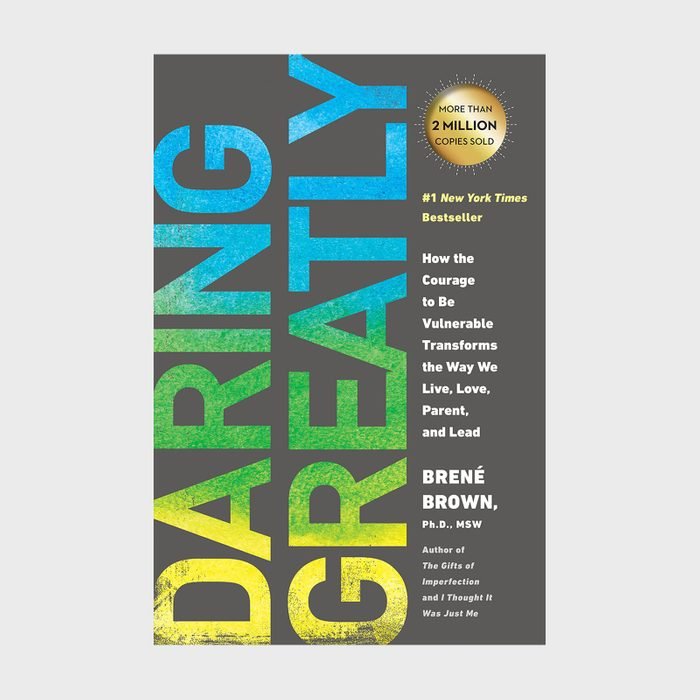 DARING
GREATLY
MORE THAN
2 MILLION
COPIES SOLD
#1 New York Times
Bestseller
How the
Courage
to Be
Vulnerable
Transforms
the Way We
Live, Love,
Parent,
and Lead
BRENÉ
BROWN,
Ph.D., MSW
Author of
The Gifts of
Imperfection
and I Thought It
Was Just Me